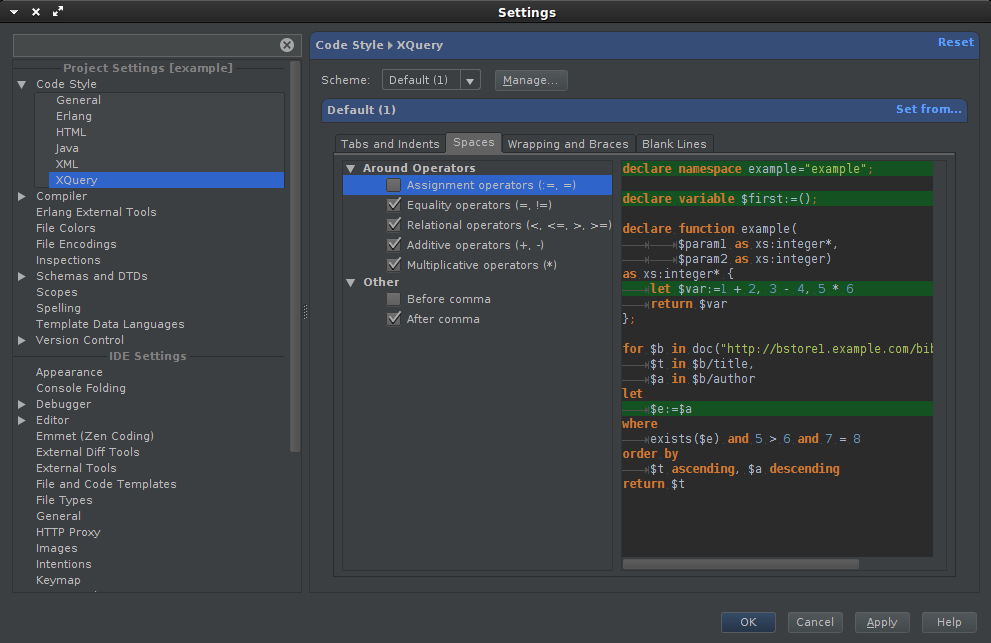 Settings
Project Settings [example]
Code Style
General
Erlang
HTML
Java
XML
XQuery
Compiler
Erlang External Tools
File Colors
File Encodings
Inspections
Schemas and DTDs
Scopes
Spelling
Template Data Languages
Version Control
IDE Settings
Appearance
Console Folding
Debugger
Editor
Emmet (Zen Coding)
External Diff Tools
External Tools
File and Code Templates
File Types
General
HTTP Proxy
Images
Intentions
Keymap
Code Style XQuery
Reset
Scheme: Default (1) Manage...
Default (1)
Set from...
Tabs and Indents Spaces Wrapping and Braces Blank Lines
Around Operators
Assignment operators (:=, =)
Equality operators (=, !=)
Relational operators (<, <=, >, >=)
Additive operators (+, -)
Multiplicative operators (*)
Other
Before comma
After comma
declare namespace example="example";
declare variable $first:=();
declare function example(
$param1 as xs:integer*,
$param2 as xs:integer)
as xs:integer* {
let $var:=1 + 2, 3 - 4, 5 * 6
return $var
};
for $b in doc("http://bstore1.example.com/bib
$t in $b/title,
$a in $b/author
let
$e:=$a
where
exists($e) and 5 > 6 and 7 = 8
order by
$t ascending, $a descending
return $t
OK Cancel Apply Help